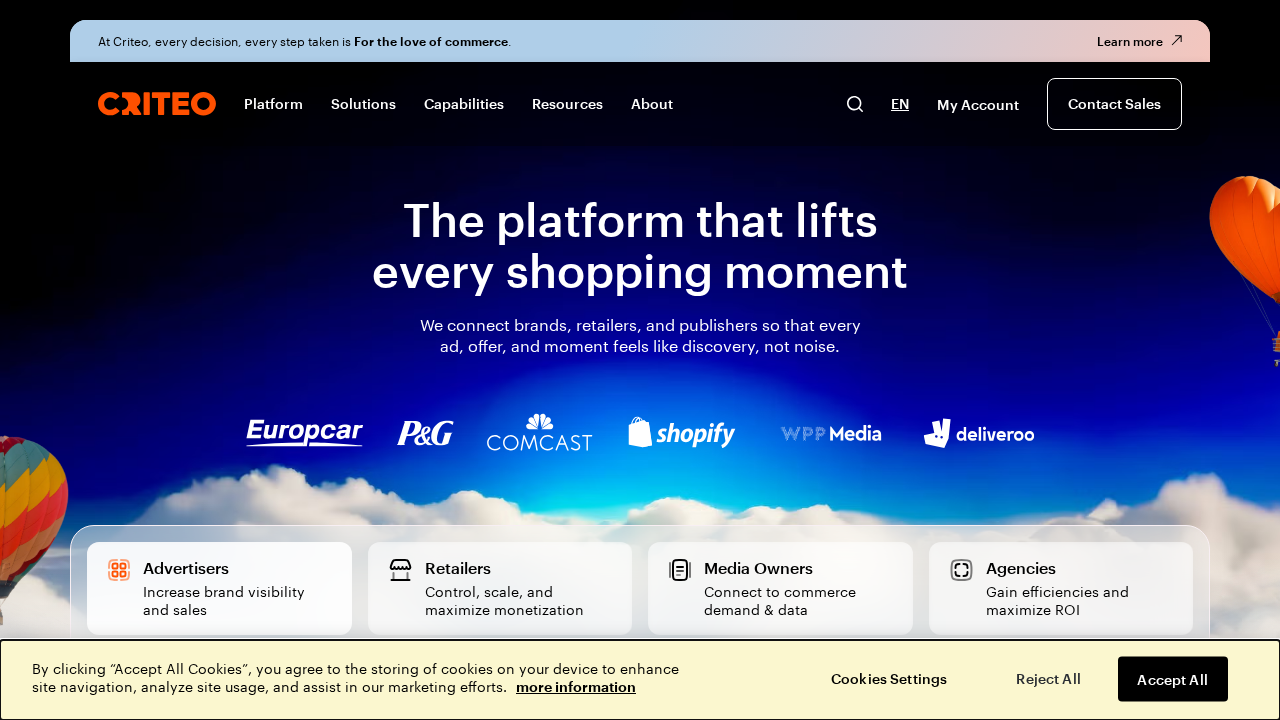 At Criteo, every decision, every step taken is For the love of commerce.
Learn more
CRITEO
Platform
Solutions
Capabilities
Resources
About
EN
My Account
Contact Sales
The platform that lifts
every shopping moment
We connect brands, retailers, and publishers so that every
ad, offer, and moment feels like discovery, not noise.
Europcar
P&G
COMCAST
shopify
WPP Media
deliveroo
Advertisers
Increase brand visibility
and sales
Retailers
Control, scale, and
maximize monetization
Media Owners
Connect to commerce
demand & data
Agencies
Gain efficiencies and
maximize ROI
By clicking “Accept All Cookies”, you agree to the storing of cookies on your device to enhance
site navigation, analyze site usage, and assist in our marketing efforts. more information
Cookies Settings
Reject All
Accept All